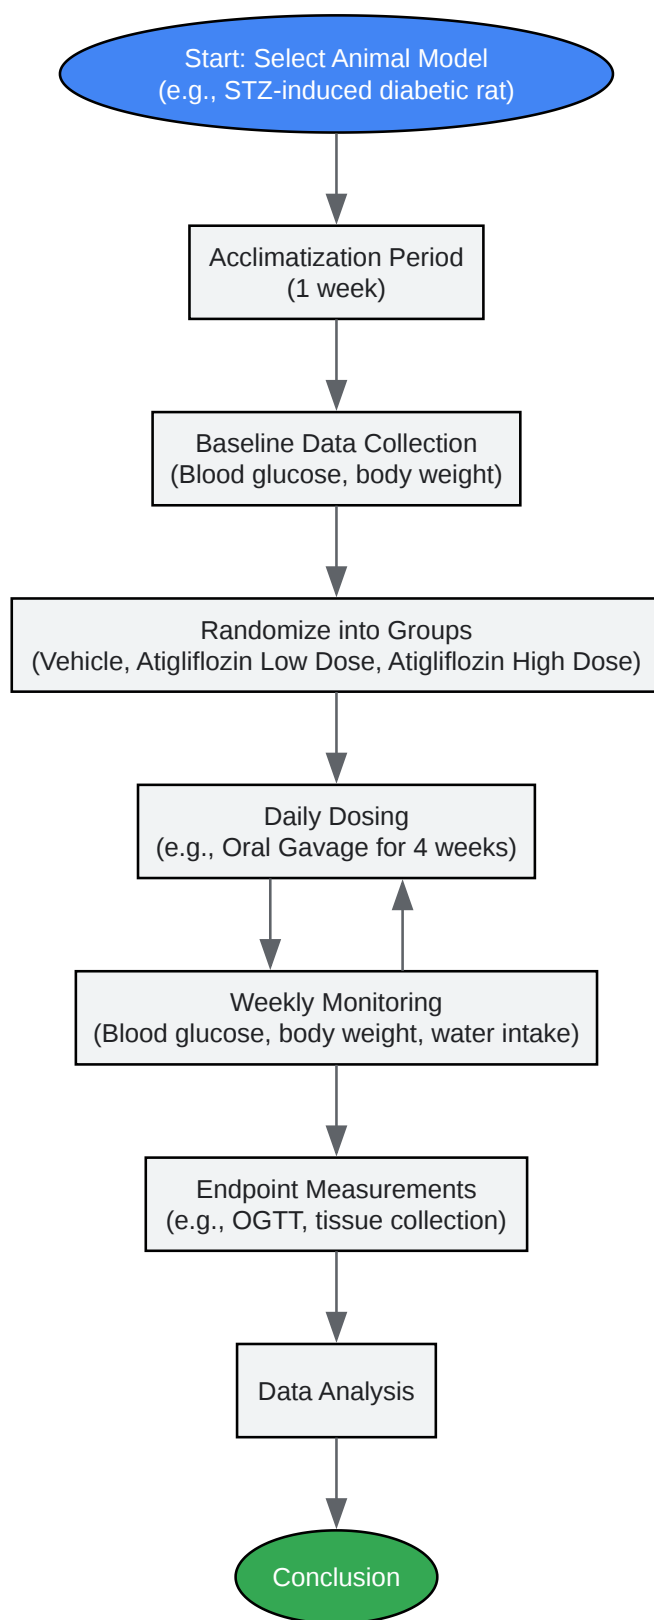 Start: Select Animal Model
(e.g., STZ-induced diabetic rat)
Acclimatization Period
(1 week)
Baseline Data Collection
(Blood glucose, body weight)
Randomize into Groups
(Vehicle, Atigliflozin Low Dose, Atigliflozin High Dose)
Daily Dosing
(e.g., Oral Gavage for 4 weeks)
Weekly Monitoring
(Blood glucose, body weight, water intake)
Endpoint Measurements
(e.g., OGTT, tissue collection)
Data Analysis
Conclusion